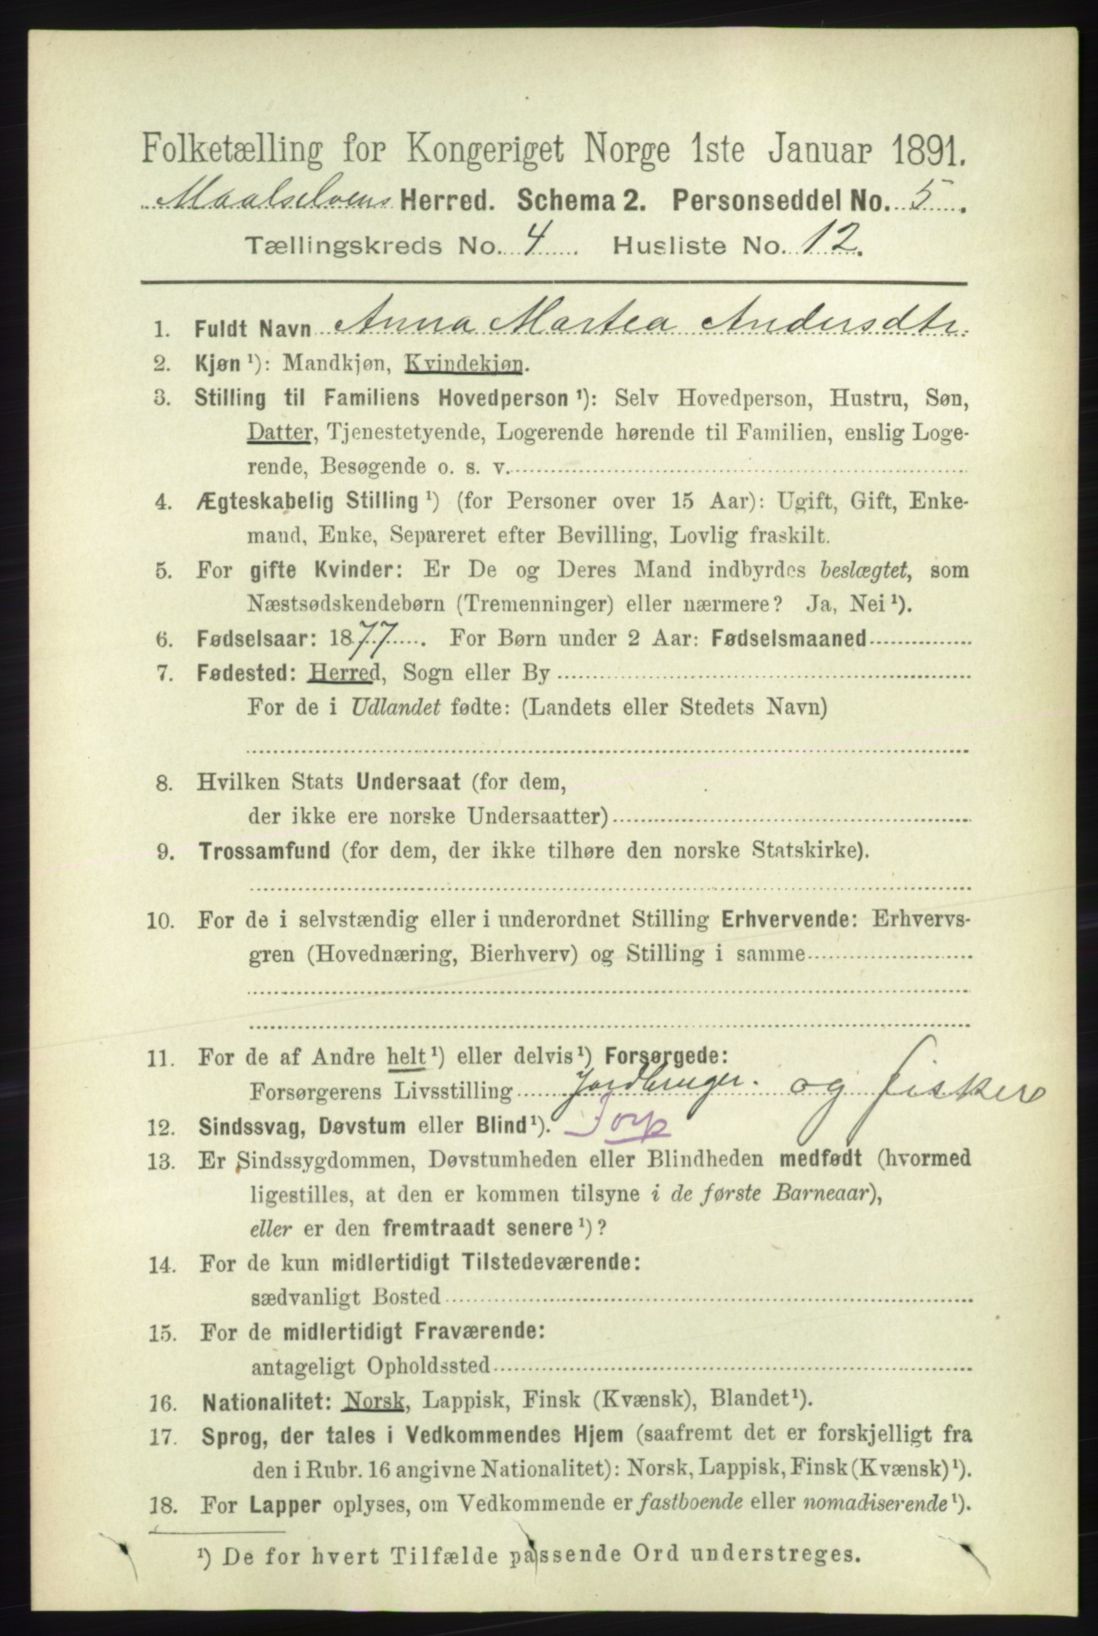 Folketælling for Kongeriget Norge 1ste Januar 1891.
Maalselvens Herred. Schema 2. Personseddel No. 5.
Tællingskreds No. 4. Husliste No. 12.
1. Fuldt Navn Anna Martea Andersdtr.
2. Kjøn ¹): Mandkjøn, Kvindekjøn.
3. Stilling til Familiens Hovedperson ¹): Selv Hovedperson, Hustru, Søn,
Datter, Tjenestetyende, Logerende hørende til Familien, enslig Loge-
rende, Besøgende o. s. v.
4. Ægteskabelig Stilling ¹) (for Personer over 15 Aar): Ugift, Gift, Enke-
mand, Enke, Separeret efter Bevilling, Lovlig fraskilt.
5. For gifte Kvinder: Er De og Deres Mand indbyrdes beslægtet, som
Næstsødskendebørn (Tremenninger) eller nærmere? Ja, Nei ¹).
6. Fødselsaar: 1877. For Børn under 2 Aar: Fødselsmaaned
7. Fødested: Herred, Sogn eller By
For de i Udlandet fødte: (Landets eller Stedets Navn)
8. Hvilken Stats Undersaat (for dem,
der ikke ere norske Undersaatter)
9. Trossamfund (for dem, der ikke tilhøre den norske Statskirke).
10. For de i selvstændig eller i underordnet Stilling Erhvervende: Erhvervs-
gren (Hovednæring, Bierhverv) og Stilling i samme
11. For de af Andre helt ¹) eller delvis ¹) Forsørgede:
Forsørgerens Livsstilling Jordbruger. og fisker
12. Sindssvag, Døvstum eller Blind ¹).
13. Er Sindssygdommen, Døvstumheden eller Blindheden medfødt (hvormed
ligestilles, at den er kommen tilsyne i de første Barneaar),
eller er den fremtraadt senere ¹)?
14. For de kun midlertidigt Tilstedeværende:
sædvanligt Bosted
15. For de midlertidigt Fraværende:
antageligt Opholdssted
16. Nationalitet: Norsk, Lappisk, Finsk (Kvænsk), Blandet ¹).
17. Sprog, der tales i Vedkommendes Hjem (saafremt det er forskjelligt fra
den i Rubr. 16 angivne Nationalitet): Norsk, Lappisk, Finsk (Kvænsk) ¹).
18. For Lapper oplyses, om Vedkommende er fastboende eller nomadiserende ¹).
¹) De for hvert Tilfælde passende Ord understreges.